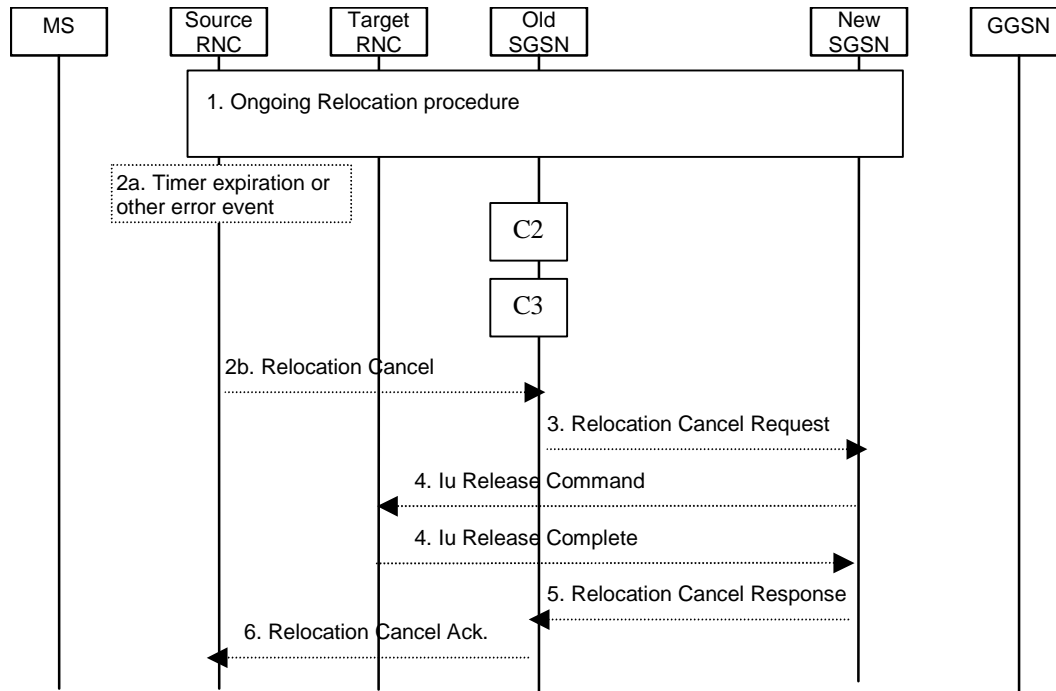 MS
Source
RNC
Target
RNC
Old
SGSN
New
SGSN
GGSN
1. Ongoing Relocation procedure
2a. Timer expiration or
other error event
C2
C3
2b. Relocation Cancel
3. Relocation Cancel Request
4. Iu Release Command
4. Iu Release Complete
5. Relocation Cancel Response
6. Relocation Cancel Ack.